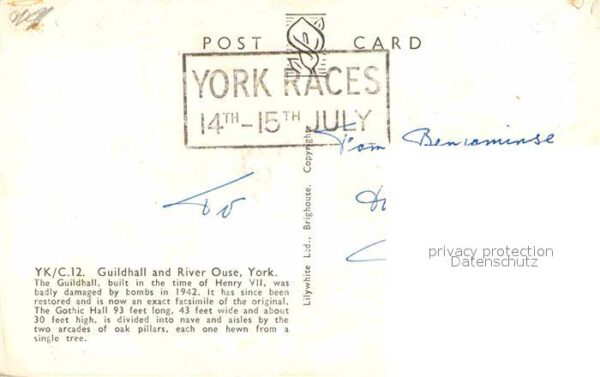 POST CARD
YORK RACES
14TH-15TH JULY
To
YK/C.12. Guildhall and River Ouse, York.
The Guildhall, built in the time of Henry VII, was
badly damaged by bombs in 1942. It has since been
restored and is now an exact facsimile of the original.
The Gothic Hall 93 feet long, 43 feet wide and about
30 feet high, is divided into nave and aisles by the
two arcades of oak pillars, each one hewn from a
single tree.
Lilywhite Ltd., Brighouse. Copyright
privacy protection
Datenschutz